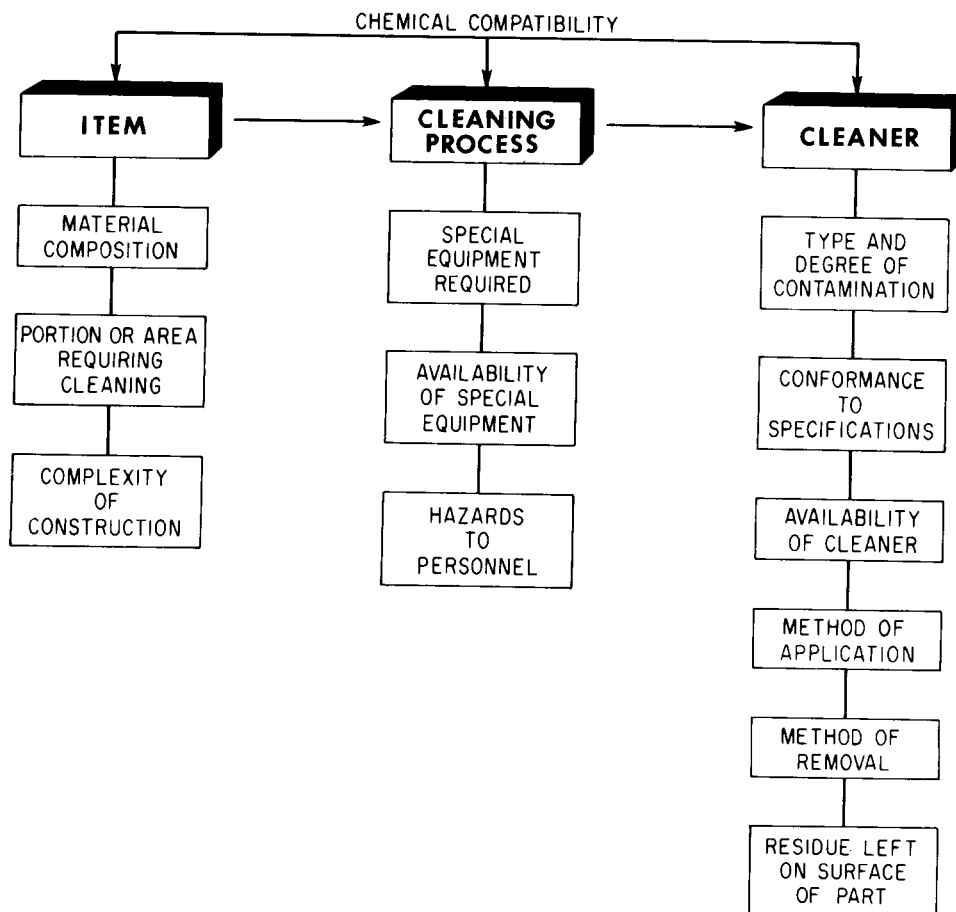 CHEMICAL COMPATIBILITY
ITEM
MATERIAL
COMPOSITION
PORTION OR AREA
REQUIRING
CLEANING
COMPLEXITY
OF
CONSTRUCTION
CLEANING
PROCESS
SPECIAL
EQUIPMENT
REQUIRED
AVAILABILITY
OF SPECIAL
EQUIPMENT
HAZARDS
TO
PERSONNEL
CLEANER
TYPE AND
DEGREE OF
CONTAMINATION
CONFORMANCE
TO
SPECIFICATIONS
AVAILABILITY
OF CLEANER
METHOD OF
APPLICATION
METHOD OF
REMOVAL
RESIDUE LEFT
ON SURFACE
OF PART